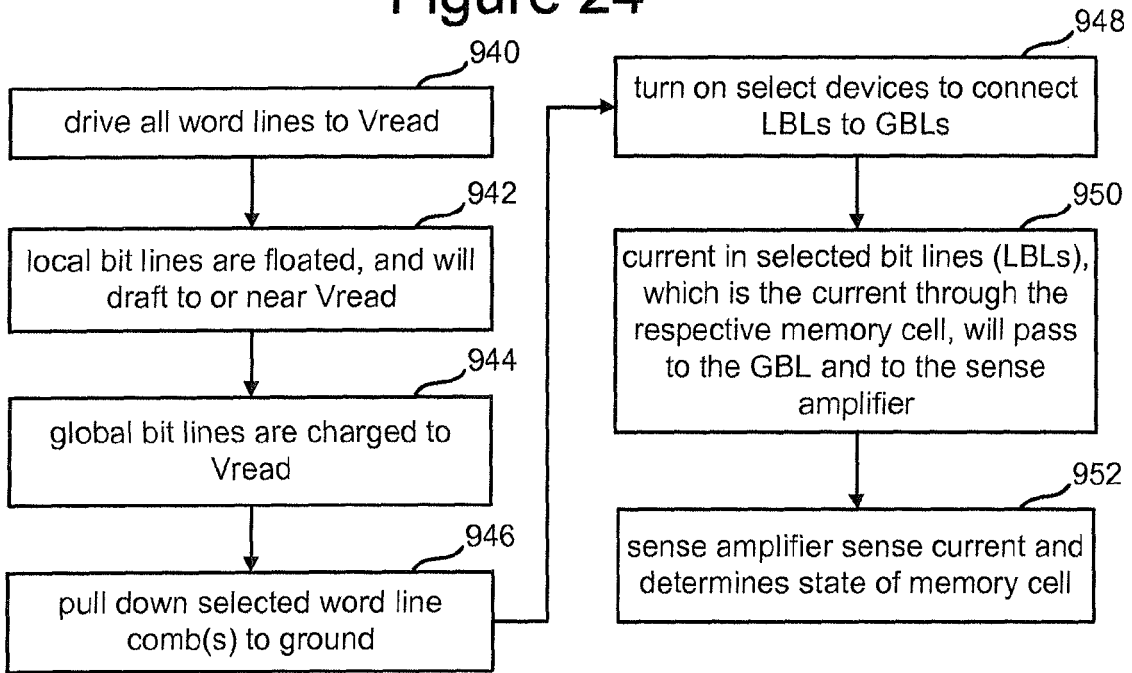 Figure 24
940
drive all word lines to Vread
942
local bit lines are floated, and will
draft to or near Vread
944
global bit lines are charged to
Vread
946
pull down selected word line
comb(s) to ground
948
turn on select devices to connect
LBLs to GBLs
950
current in selected bit lines (LBLs),
which is the current through the
respective memory cell, will pass
to the GBL and to the sense
amplifier
952
sense amplifier sense current and
determines state of memory cell